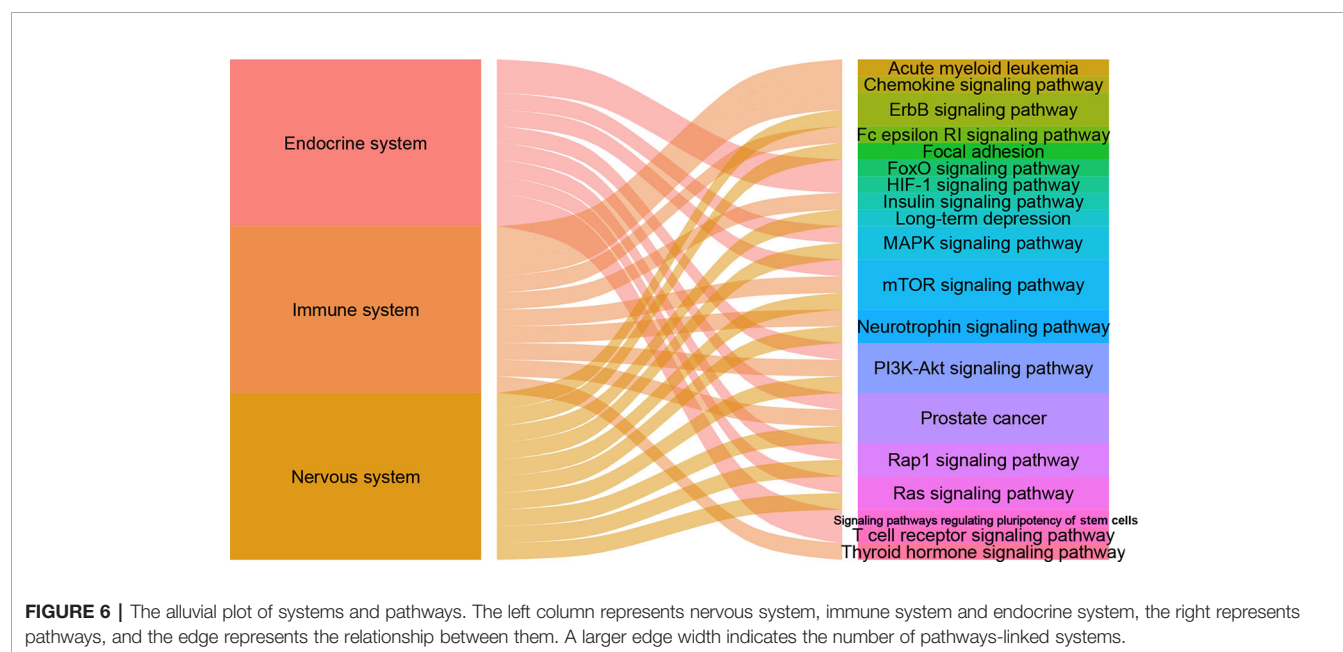 Endocrine system
Immune system
Nervous system
Acute myeloid leukemia
Chemokine signaling pathway
ErbB signaling pathway
Fc epsilon RI signaling pathway
Focal adhesion
FoxO signaling pathway
HIF-1 signaling pathway
Insulin signaling pathway
Long-term depression
MAPK signaling pathway
mTOR signaling pathway
Neurotrophin signaling pathway
PI3K-Akt signaling pathway
Prostate cancer
Rap1 signaling pathway
Ras signaling pathway
Signaling pathways regulating pluripotency of stem cells
T cell receptor signaling pathway
Thyroid hormone signaling pathway
FIGURE 6 | The alluvial plot of systems and pathways. The left column represents nervous system, immune system and endocrine system, the right represents
pathways, and the edge represents the relationship between them. A larger edge width indicates the number of pathways-linked systems.